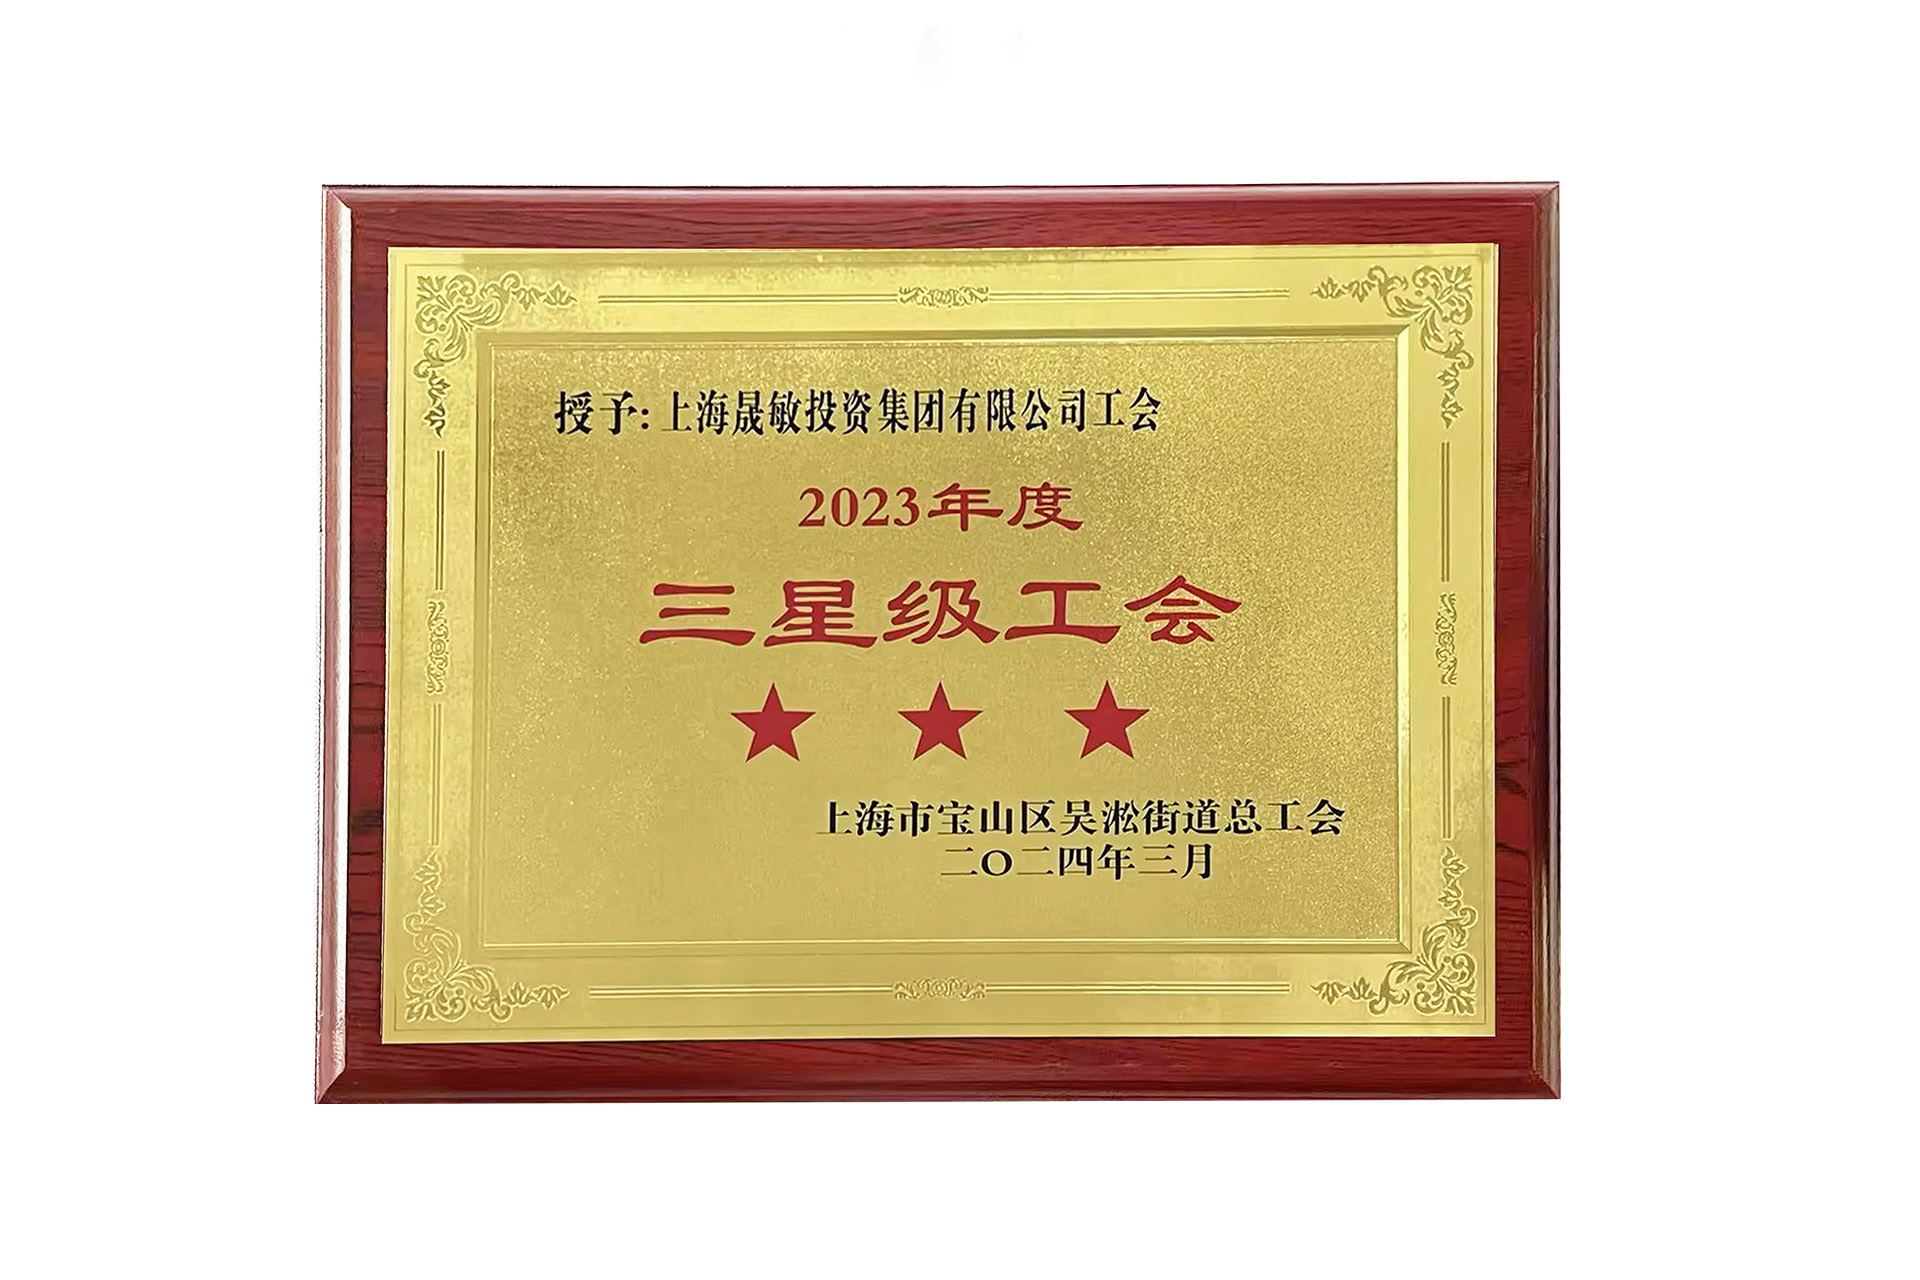 授予:上海晟敏投资集团有限公司工会
2023年度
三星级工会
上海市宝山区吴淞街道总工会
二〇二四年三月